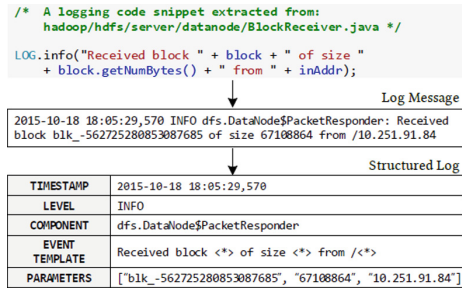 /* A logging code snippet extracted from:
hadoop/hdfs/server/datanode/BlockReceiver.java */
LOG.info("Received block " + block + " of size "
+ block.getNumBytes() + " from " + inAddr);
Log Message
2015-10-18 18:05:29,570 INFO dfs.DataNode$PacketResponder: Received
block blk_-562725280853087685 of size 67108864 from /10.251.91.84
Structured Log
TIMESTAMP 2015-10-18 18:05:29,570
LEVEL INFO
COMPONENT dfs.DataNode$PacketResponder
EVENT
TEMPLATE Received block <*> of size <*> from /<*>
PARAMETERS ["blk_-562725280853087685", "67108864", "10.251.91.84"]